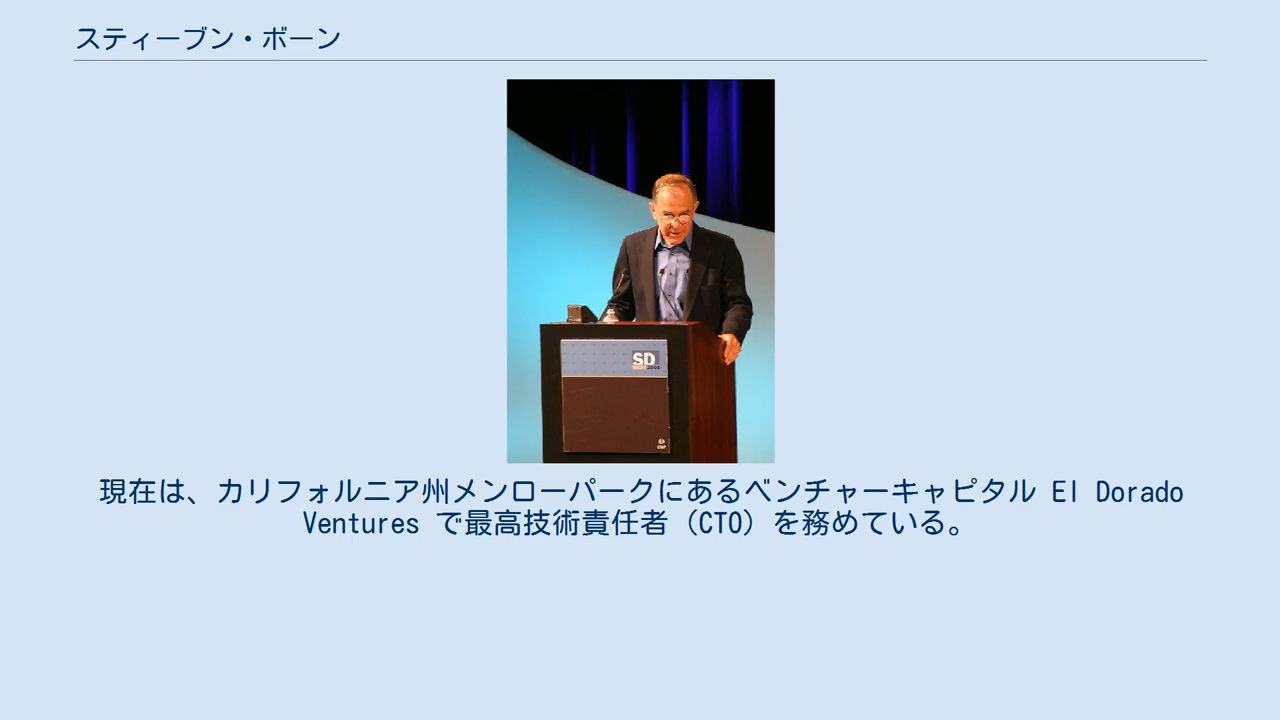 スティーブン・ボーン
SD
現在は、カリフォルニア州メンローパークにあるベンチャーキャピタル El Dorado
Ventures で最高技術責任者（CTO）を務めている。